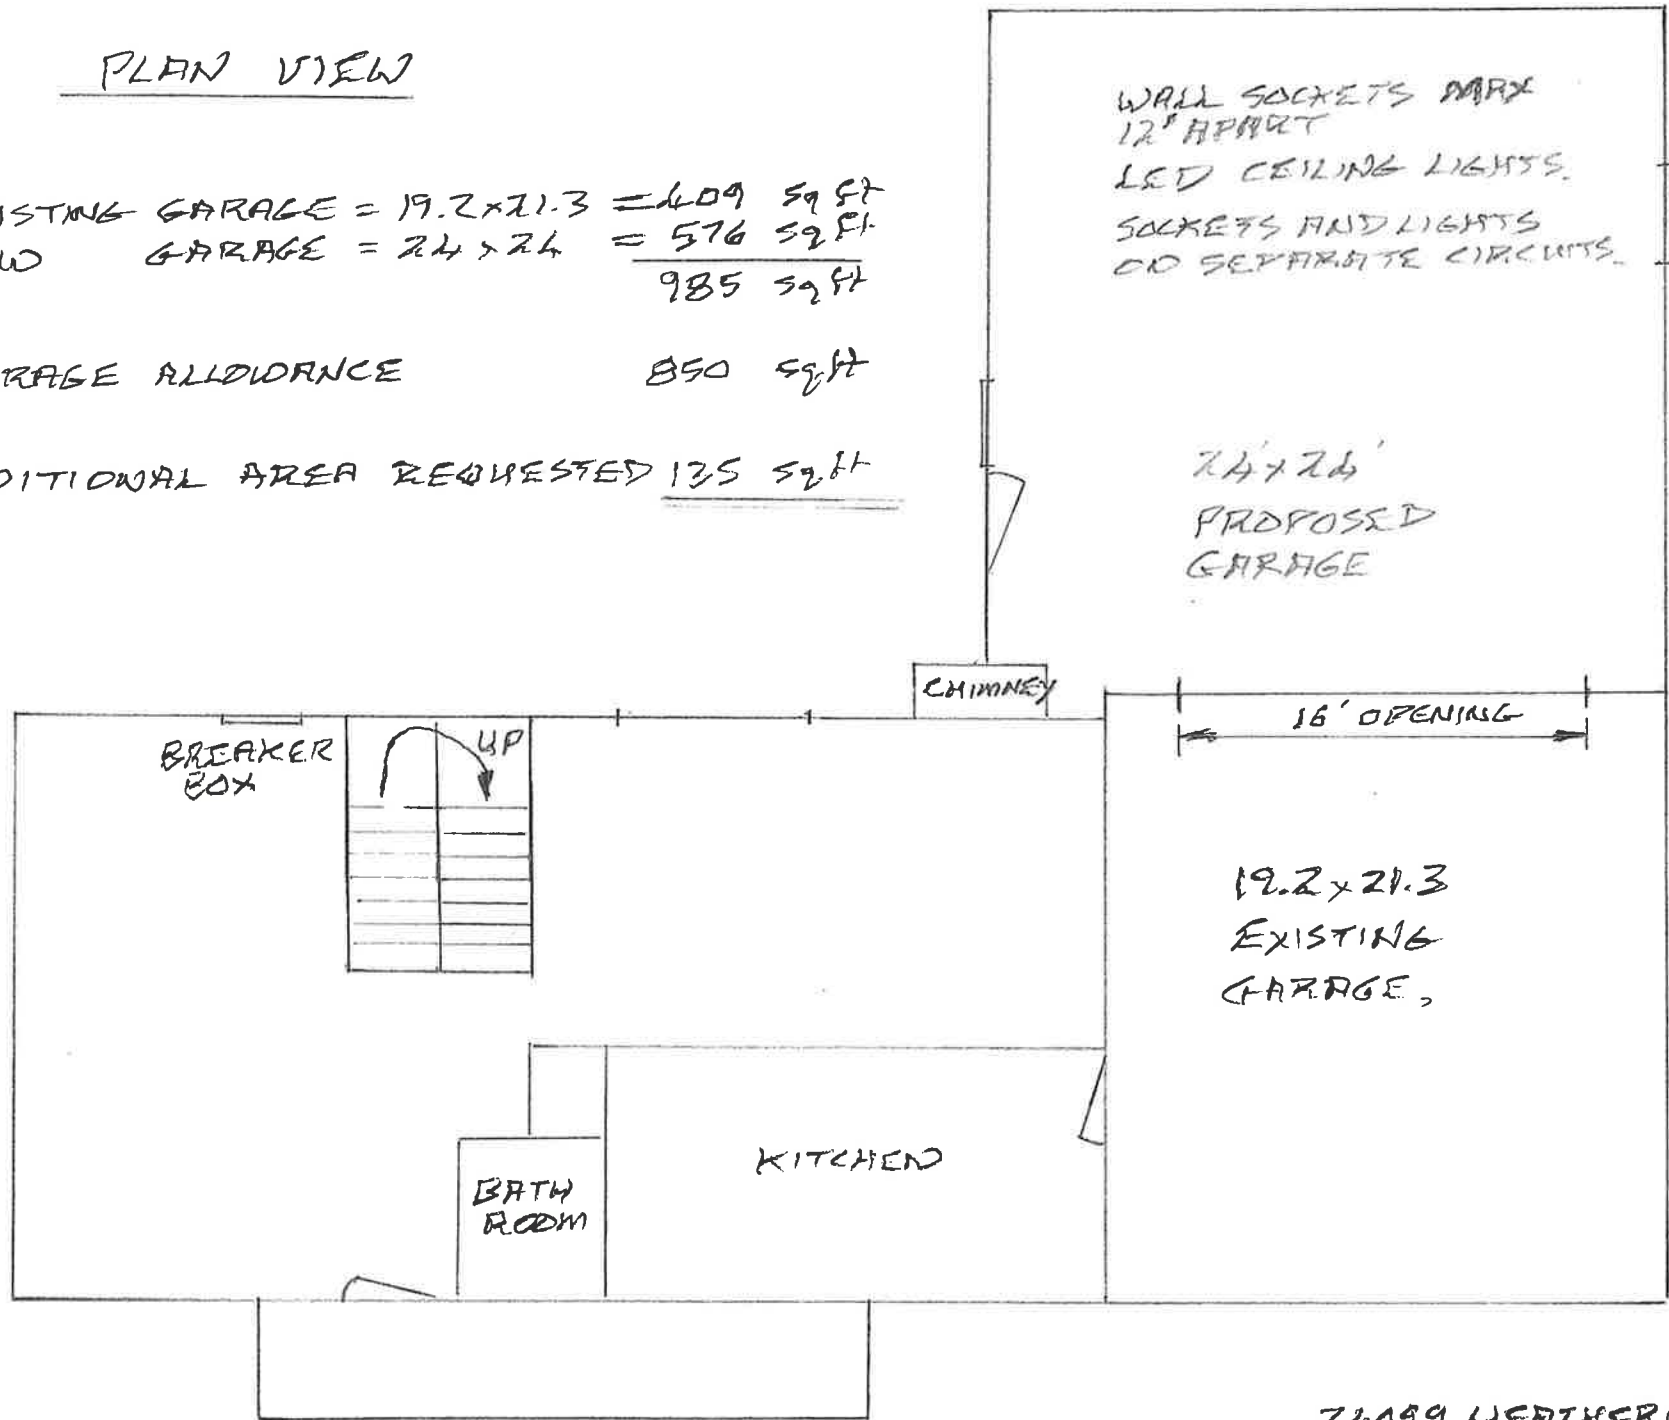 PLAN VIEW
ISTING GARAGE = 19.2 x 21.3 = 409 sq ft
W GARAGE = 24 x 24 = 576 sq ft
985 sq ft
RAGE ALLOWANCE 850 sq ft
DITIONAL AREA REQUESTED 135 sq ft
WALL SOCKETS MAX
12' APART
LED CEILING LIGHTS.
SOCKETS AND LIGHTS
ON SEPARATE CIRCUITS.
24' x 24'
PROPOSED
GARAGE
CHIMNEY
16' OPENING
BREAKER
BOX
UP
19.2 x 21.3
EXISTING
GARAGE,
KITCHEN
BATH
ROOM